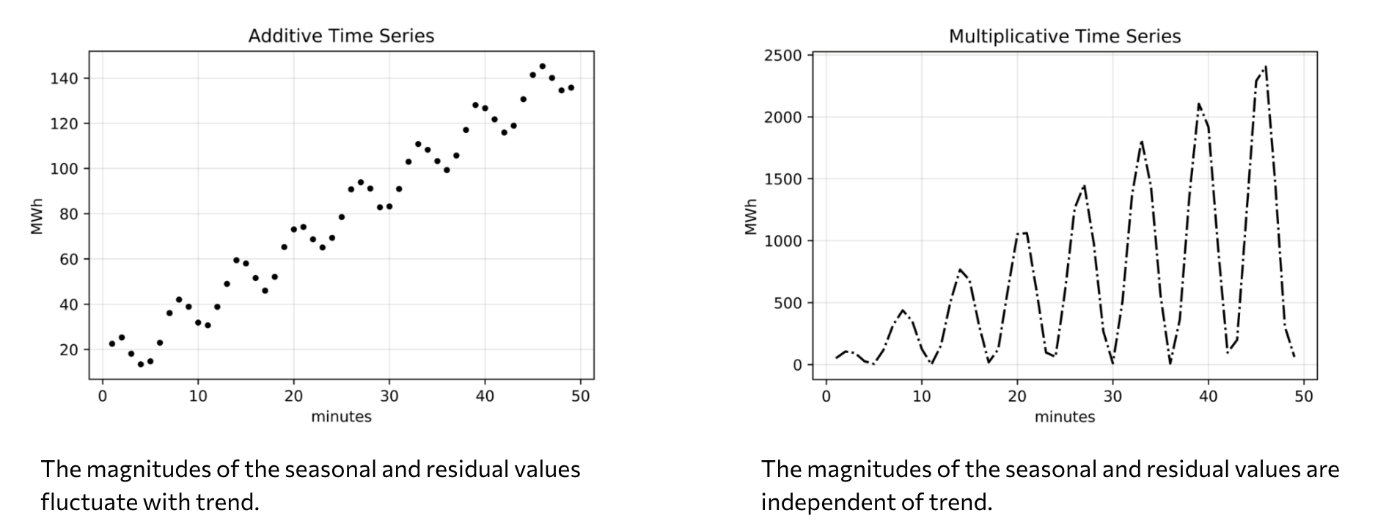 Additive Time Series
140
120
100
80
60
40
20
MWh
0 10 20 30 40 50
minutes
The magnitudes of the seasonal and residual values
fluctuate with trend.
Multiplicative Time Series
2500
2000
1500
1000
500
0
MWh
0 10 20 30 40 50
minutes
The magnitudes of the seasonal and residual values are
independent of trend.